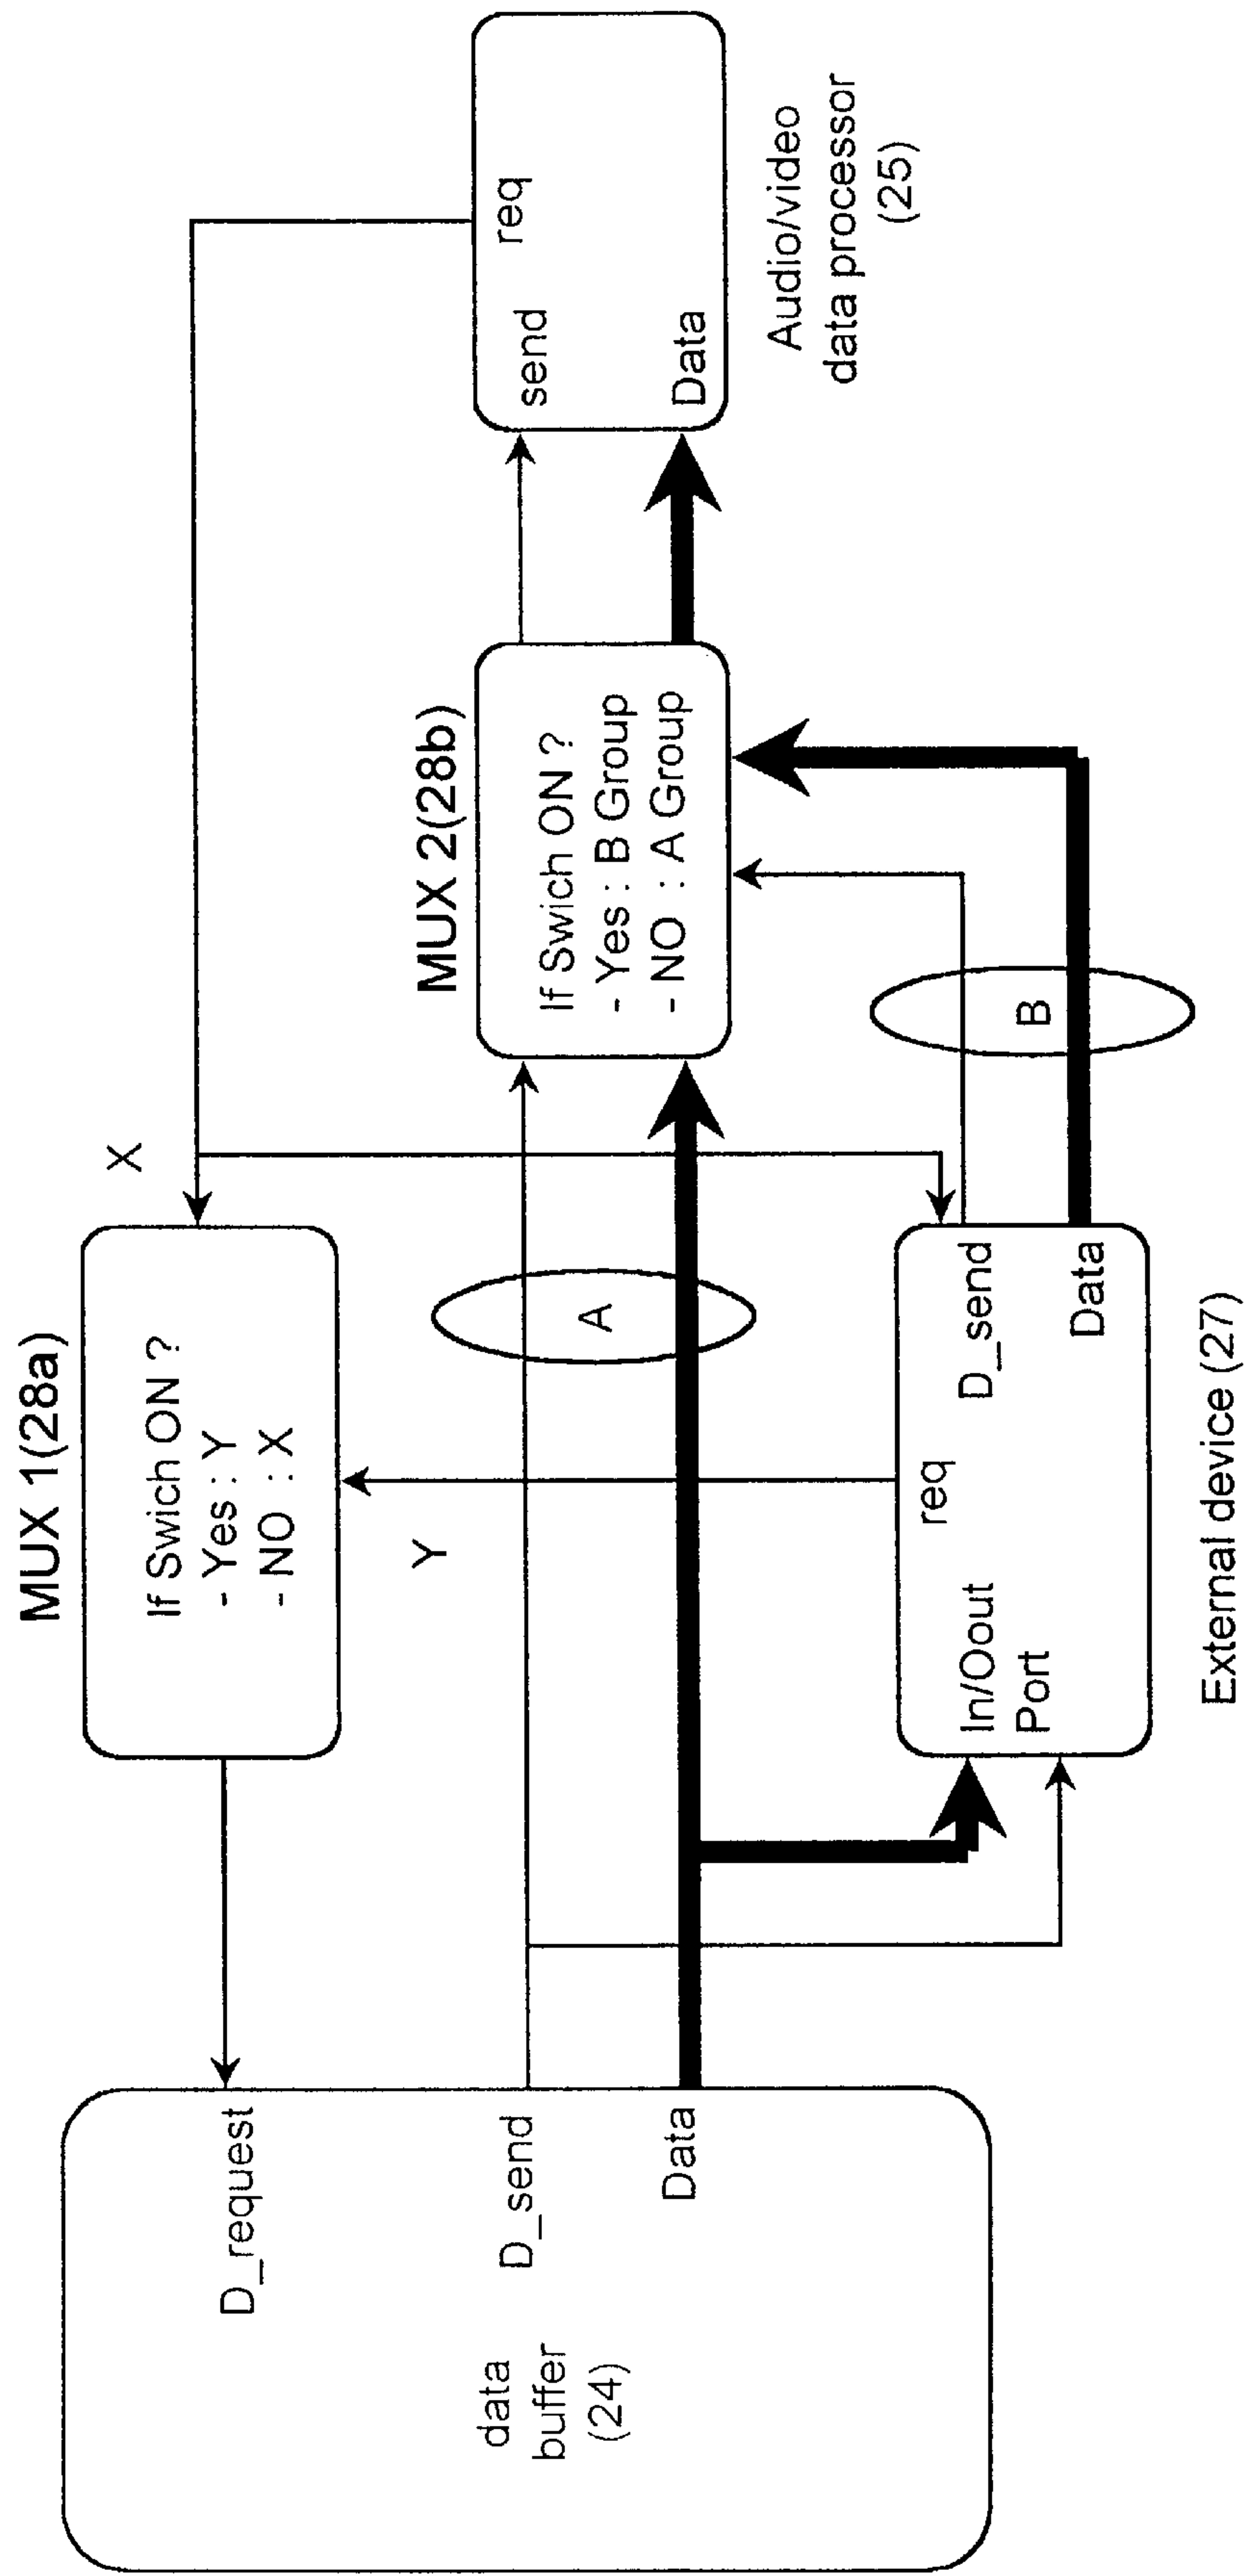 MUX 1(28a)
If Swich ON ?
- Yes : Y
- NO : X
X
D_request
D_send
Data
data
buffer
(24)
Y
A
MUX 2(28b)
If Swich ON ?
- Yes : B Group
- NO : A Group
send
req
Data
Audio/video
data processor
(25)
req
In/Oout
Port
D_send
Data
B
External device (27)